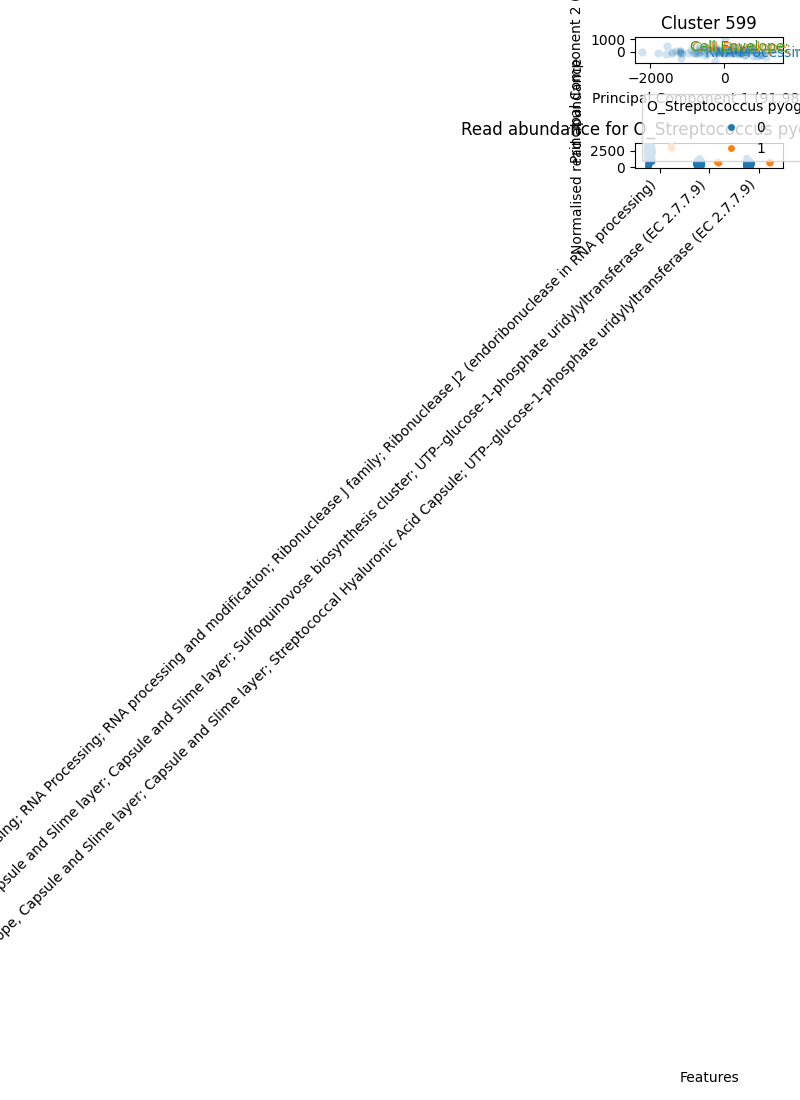 Cluster 599
1000
0
Cell Envelope;
−2000
0
Principal Component 1 (91.98
Principal Component 2
O_Streptococcus pyog
0
1
Read abundance for O_Streptococcus pyo
Normalised read abundance
2500
0
sing; RNA Processing; RNA processing and modification; Ribonuclease J family; Ribonuclease J2 (endoribonuclease in RNA processing)
psule and Slime layer; Capsule and Slime layer; Sulfoquinovose biosynthesis cluster; UTP--glucose-1-phosphate uridylyltransferase (EC 2.7.7.9)
ope, Capsule and Slime layer; Capsule and Slime layer; Streptococcal Hyaluronic Acid Capsule; UTP--glucose-1-phosphate uridylyltransferase (EC 2.7.7.9)
Features